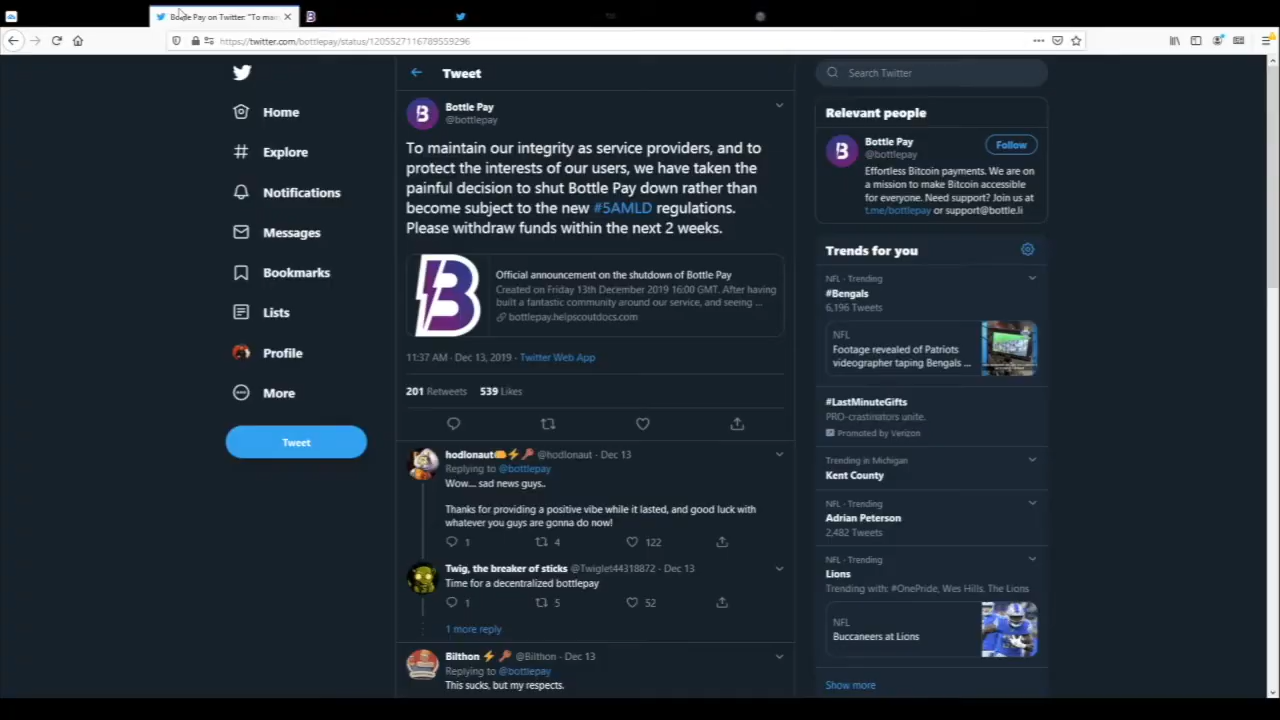 Bottle Pay on Twitter: "To main
https://twitter.com/bottlepay/status/1205527116789559296
Home
Explore
Notifications
Messages
Bookmarks
Lists
Profile
More
Tweet
Tweet
Bottle Pay
@bottlepay
To maintain our integrity as service providers, and to
protect the interests of our users, we have taken the
painful decision to shut Bottle Pay down rather than
become subject to the new #5AMLD regulations.
Please withdraw funds within the next 2 weeks.
Official announcement on the shutdown of Bottle Pay
Created on Friday 13th December 2019 16:00 GMT. After having
built a fantastic community around our service, and seeing ...
bottlepay.helpscoutdocs.com
11:37 AM · Dec 13, 2019 · Twitter Web App
201 Retweets 539 Likes
hodlonaut @hodlonaut · Dec 13
Replying to @bottlepay
Wow... sad news guys..
Thanks for providing a positive vibe while it lasted, and good luck with
whatever you guys are gonna do now!
1 4 122
Twig, the breaker of sticks @Twiglet44318872 · Dec 13
Time for a decentralized bottlepay
1 5 52
1 more reply
Bilthon @Bilthon · Dec 13
Replying to @bottlepay
This sucks, but my respects.
Search Twitter
Relevant people
Bottle Pay
@bottlepay
Follow
Effortless Bitcoin payments. We are
on a mission to make Bitcoin accessible
for everyone. Need support? Join us at
t.me/bottlepay or support@bottle.li
Trends for you
NFL · Trending
#Bengals
6,196 Tweets
NFL
Footage revealed of Patriots
videographer taping Bengals ...
#LastMinuteGifts
PRO-crastinators unite.
Promoted by Verizon
Trending in Michigan
Kent County
NFL · Trending
Adrian Peterson
2,482 Tweets
NFL · Trending
Lions
Trending with: #OnePride, Wes Hills, The Lions
NFL
Buccaneers at Lions
Show more